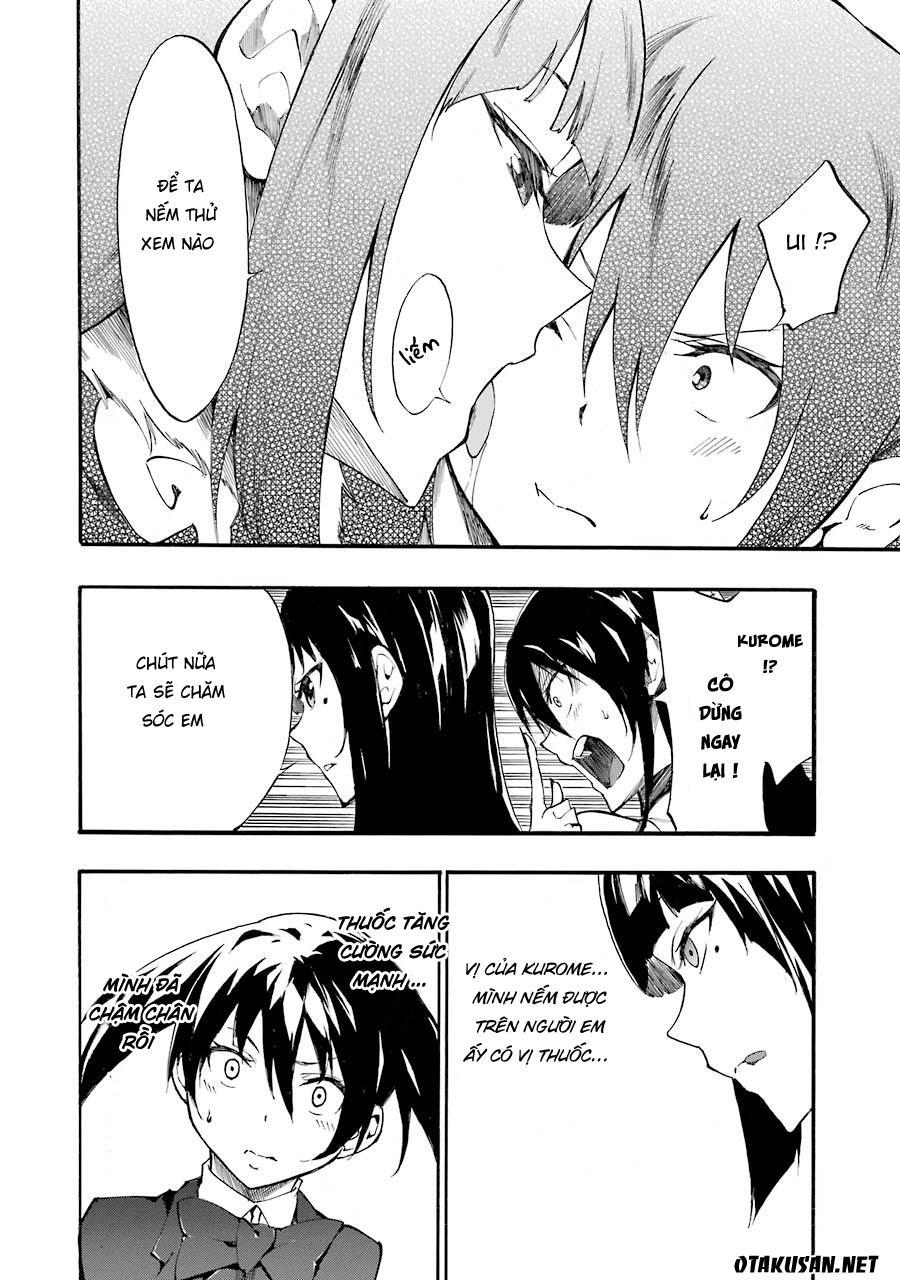 UI !?
ĐỂ TA
NẾM THỬ
XEM NÀO
liếm
KUROME
!?
CÔ
DỪNG
NGAY
LẠI !
CHÚT NỮA
TA SẼ CHĂM
SÓC EM
VỊ CỦA KUROME...
MÌNH NẾM ĐƯỢC
TRÊN NGƯỜI EM
ẤY CÓ VỊ THUỐC...
THUỐC TĂNG
CƯỜNG SỨC
MẠNH ...
MÌNH ĐÃ
CHẬM CHÂN
RỒI
OTAKUSAN.NET